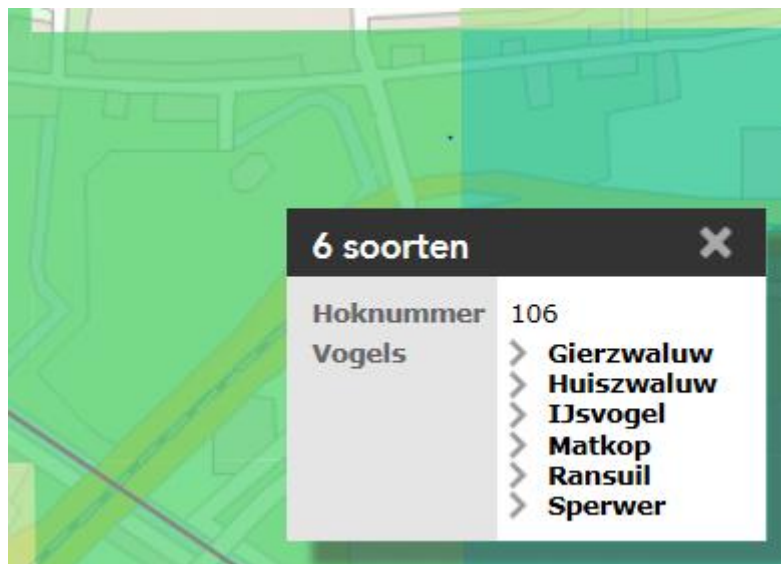 6 soorten
Hoknummer 106
Vogels Gierzwaluw
Huiszwaluw
IJsvogel
Matkop
Ransuil
Sperwer